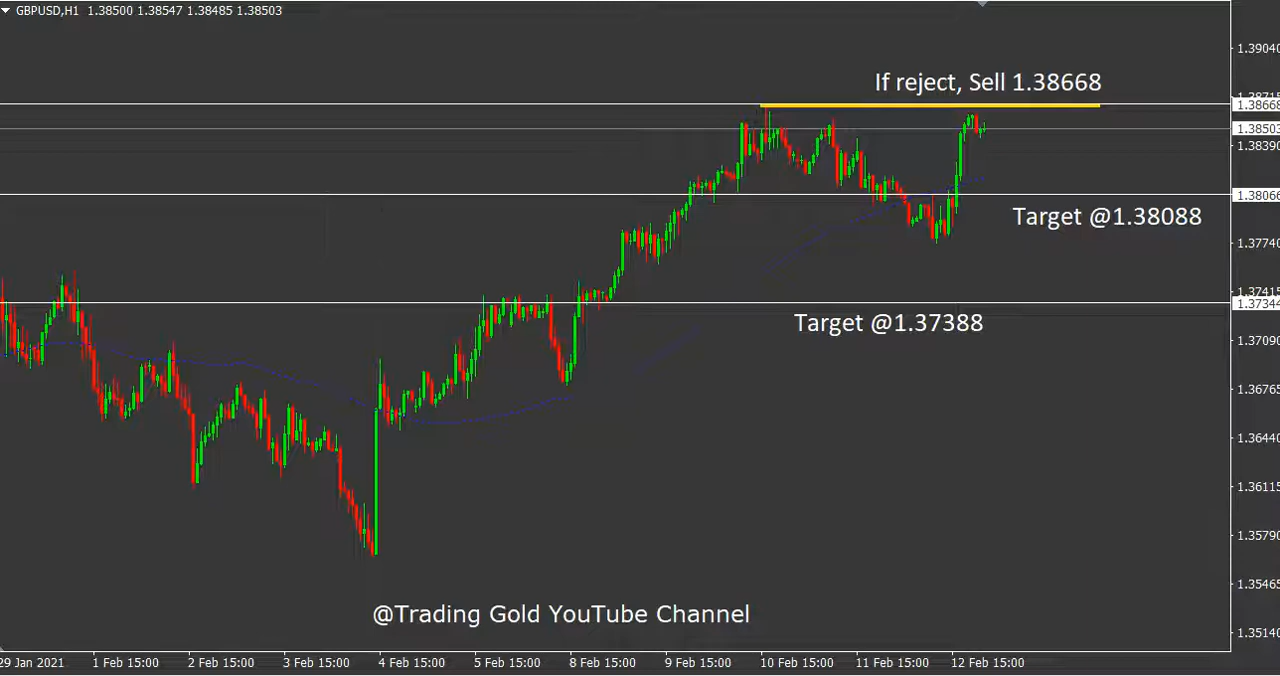 GBPUSD,H1 1.38500 1.38547 1.38485 1.38503
1.39040
If reject, Sell 1.38668
1.38668
1.38503
1.38390
1.38066
Target @1.38088
1.37740
1.37415
1.37344
Target @1.37388
1.37090
1.36765
1.36440
1.36115
1.35790
1.35465
@Trading Gold YouTube Channel
1.35140
29 Jan 2021 1 Feb 15:00 2 Feb 15:00 3 Feb 15:00 4 Feb 15:00 5 Feb 15:00 8 Feb 15:00 9 Feb 15:00 10 Feb 15:00 11 Feb 15:00 12 Feb 15:00